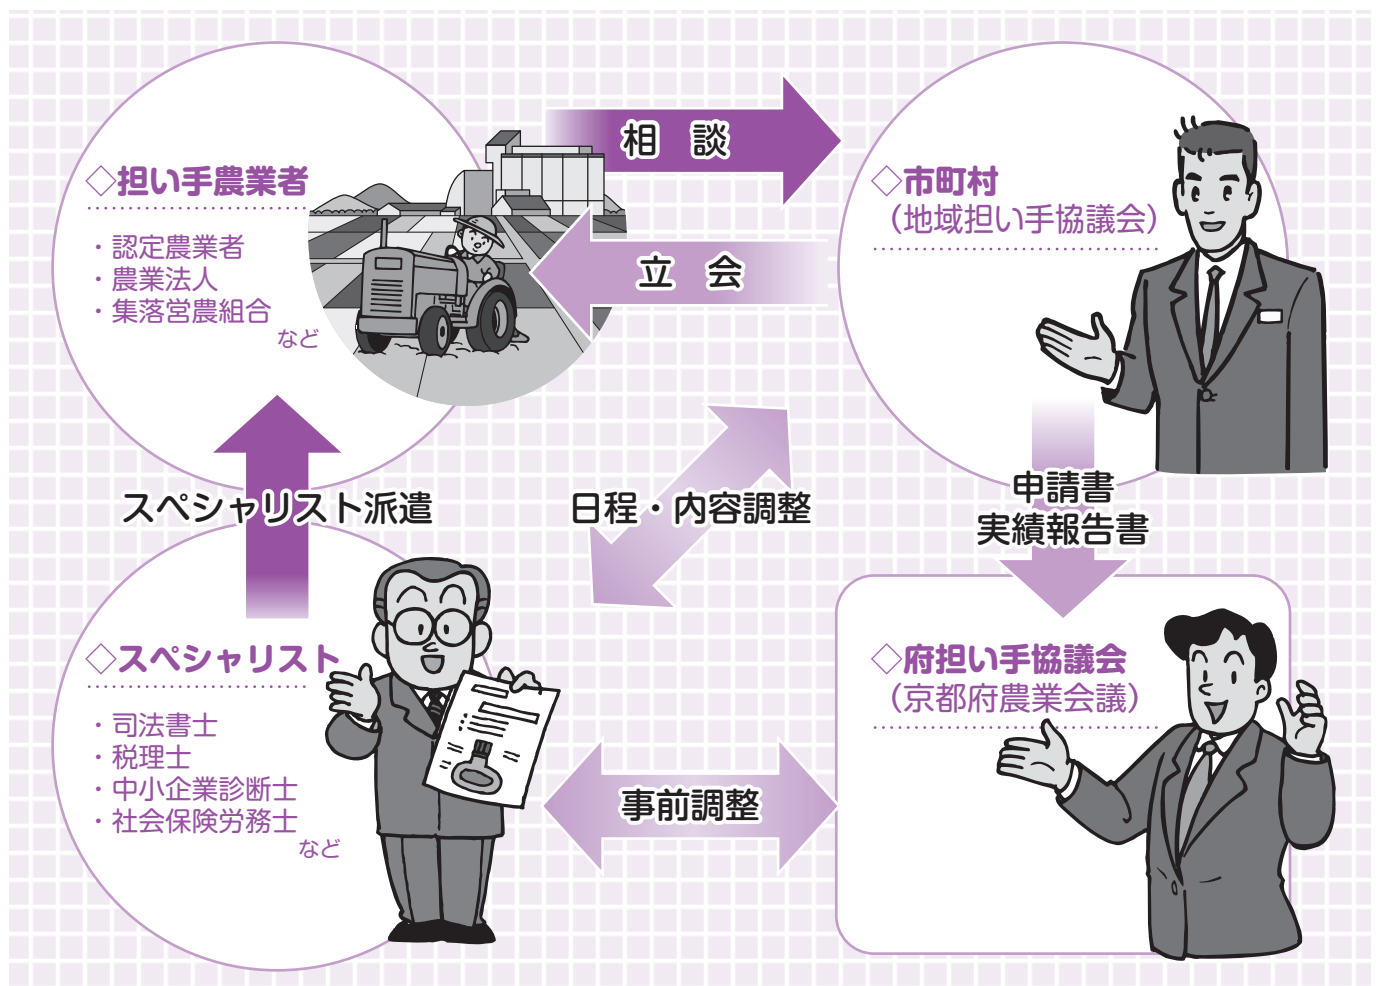 ◇担い手農業者
・認定農業者
・農業法人
・集落営農組合
など
相 談
立 会
◇市町村
（地域担い手協議会）
スペシャリスト派遣
日程・内容調整
申請書
実績報告書
◇スペシャリスト
・司法書士
・税理士
・中小企業診断士
・社会保険労務士
など
事前調整
◇府担い手協議会
（京都府農業会議）